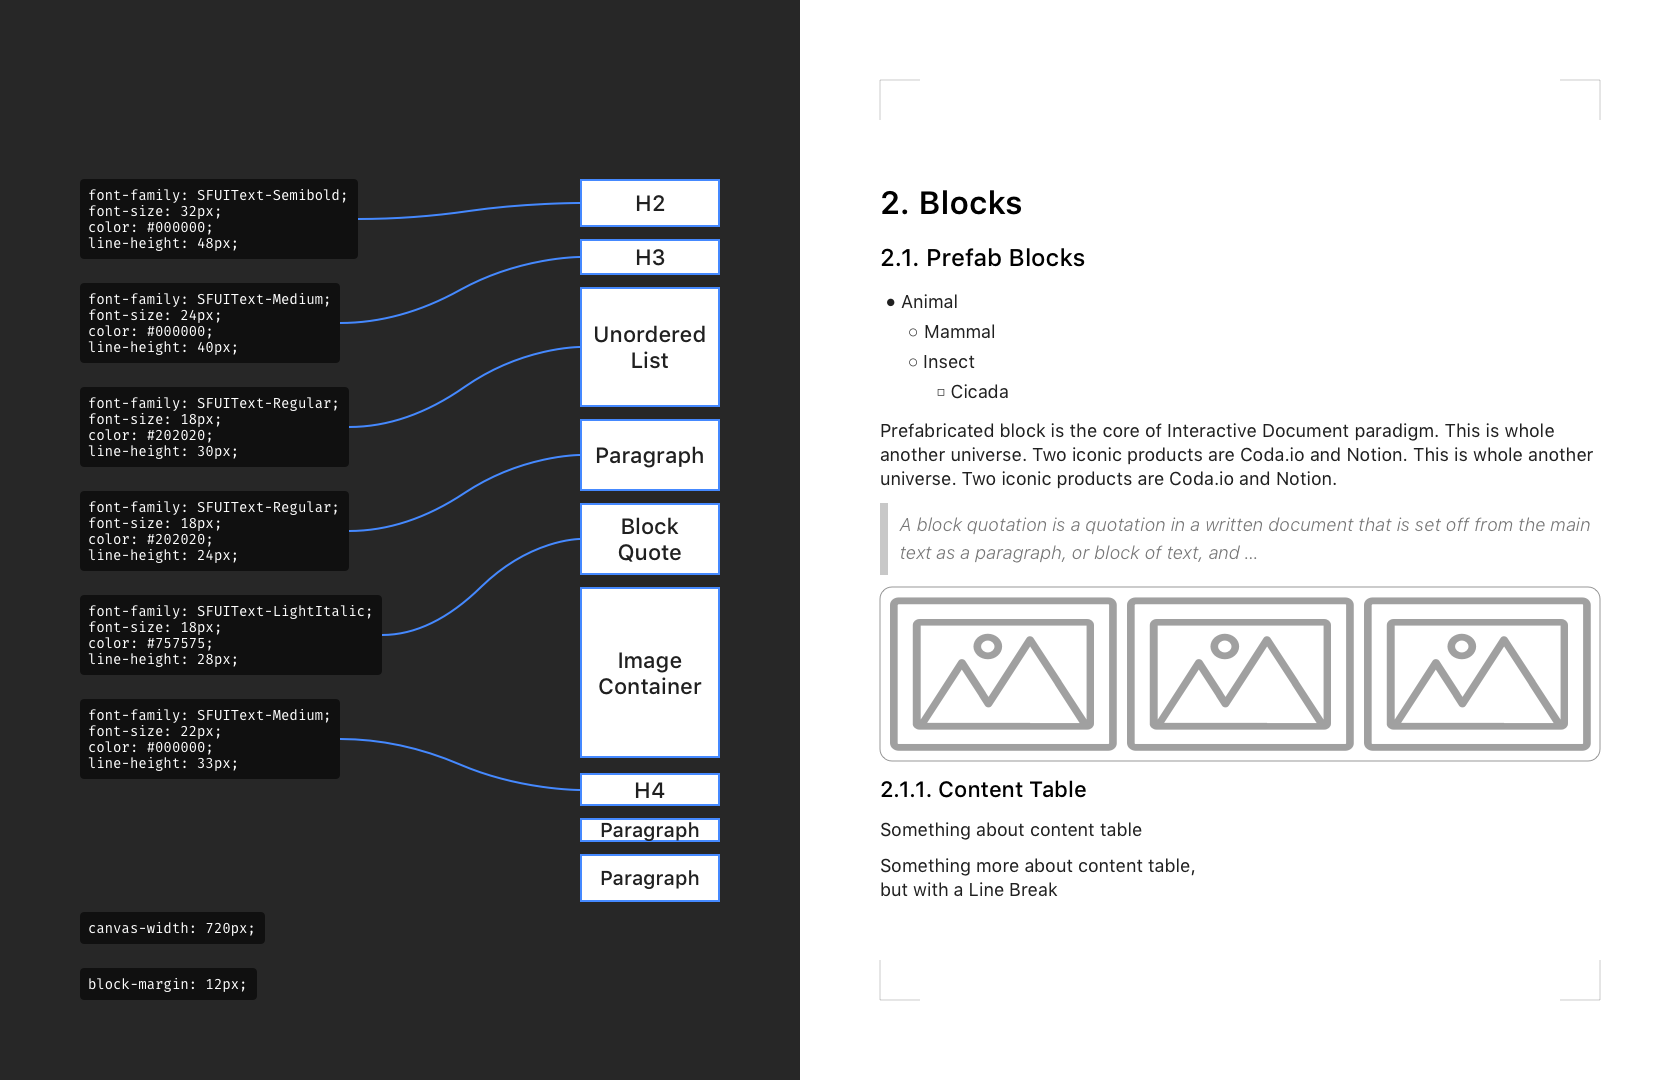 font-family: SFUIText-Semibold;
font-size: 32px;
color: #000000;
line-height: 48px;
font-family: SFUIText-Medium;
font-size: 24px;
color: #000000;
line-height: 40px;
font-family: SFUIText-Regular;
font-size: 18px;
color: #202020;
line-height: 30px;
font-family: SFUIText-Regular;
font-size: 18px;
color: #202020;
line-height: 24px;
font-family: SFUIText-LightItalic;
font-size: 18px;
color: #757575;
line-height: 28px;
font-family: SFUIText-Medium;
font-size: 22px;
color: #000000;
line-height: 33px;
canvas-width: 720px;
block-margin: 12px;
H2
H3
Unordered
List
Paragraph
Block
Quote
Image
Container
H4
Paragraph
Paragraph
2. Blocks
2.1. Prefab Blocks
● Animal
○ Mammal
○ Insect
□ Cicada
Prefabricated block is the core of Interactive Document paradigm. This is whole
another universe. Two iconic products are Coda.io and Notion. This is whole another
universe. Two iconic products are Coda.io and Notion.
A block quotation is a quotation in a written document that is set off from the main
text as a paragraph, or block of text, and ...
2.1.1. Content Table
Something about content table
Something more about content table,
but with a Line Break